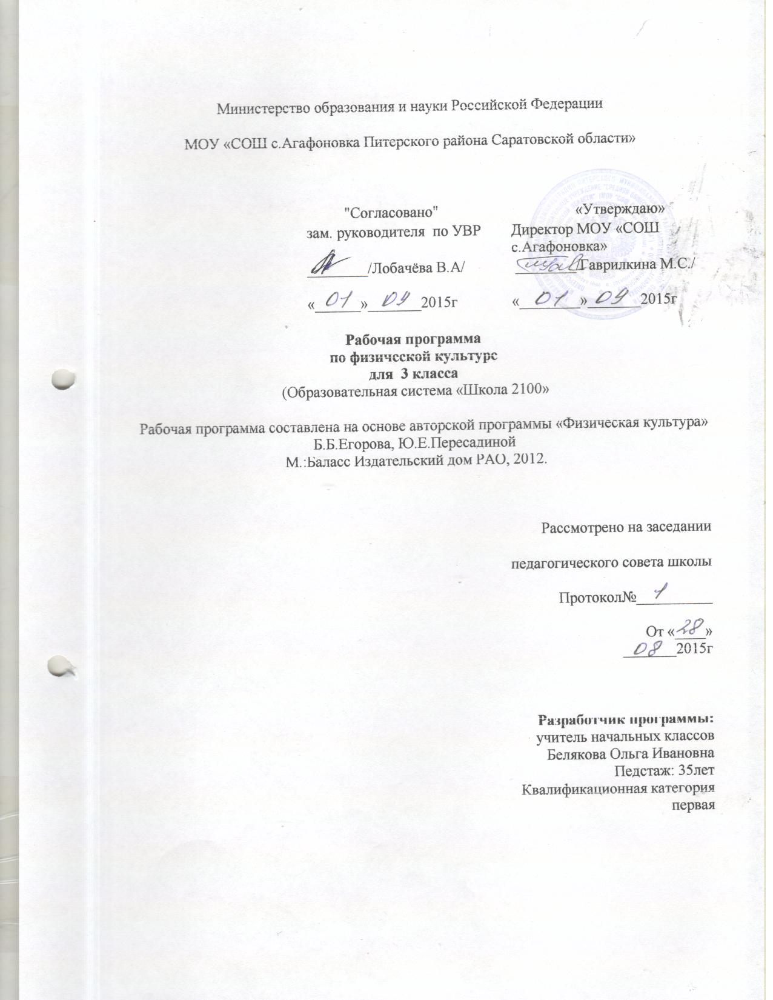 Министерство образования и науки Российской Федерации
МОУ «СОШ с.Агафоновка Питерского района Саратовской области»
"Согласовано"
зам. руководителя по УВР
/Лобачёва В.А/
«01» 09 2015г
«Утверждаю»
Директор МОУ «СОШ
с.Агафоновка»
Гаврилкина М.С./
«01» 09 2015г
Рабочая программа
по физической культуре
для 3 класса
(Образовательная система «Школа 2100»
Рабочая программа составлена на основе авторской программы «Физическая культура»
Б.Б.Егорова, Ю.Е.Пересадиной
М.:Баласс Издательский дом РАО, 2012.
Рассмотрено на заседании
педагогического совета школы
Протокол№ 1
От «28»
08 2015г
Разработчик программы:
учитель начальных классов
Белякова Ольга Ивановна
Педстаж: 35лет
Квалификационная категория
первая